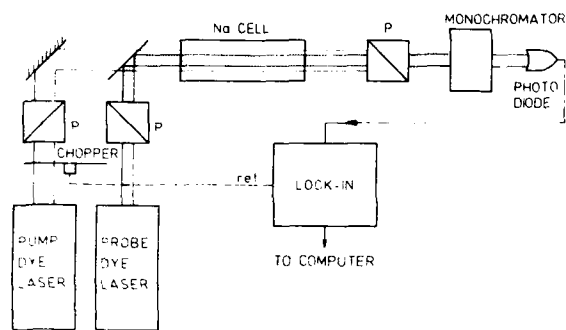 Na CELL
P
MONOCHROMATOR
PHOTO
DIODE
P
P
CHOPPER
ref
LOCK-IN
PUMP
DYE
LASER
PROBE
DYE
LASER
TO COMPUTER